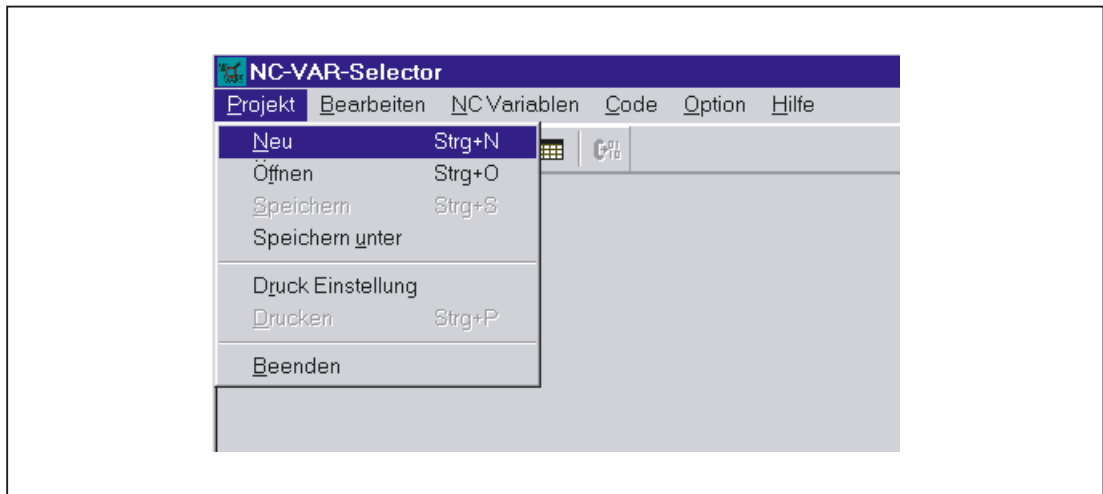 NC-VAR-Selector
Projekt Bearbeiten NC Variablen Code Option Hilfe
Neu Strg+N
Öffnen Strg+O
Speichern Strg+S
Speichern unter
Druck Einstellung
Drucken Strg+P
Beenden